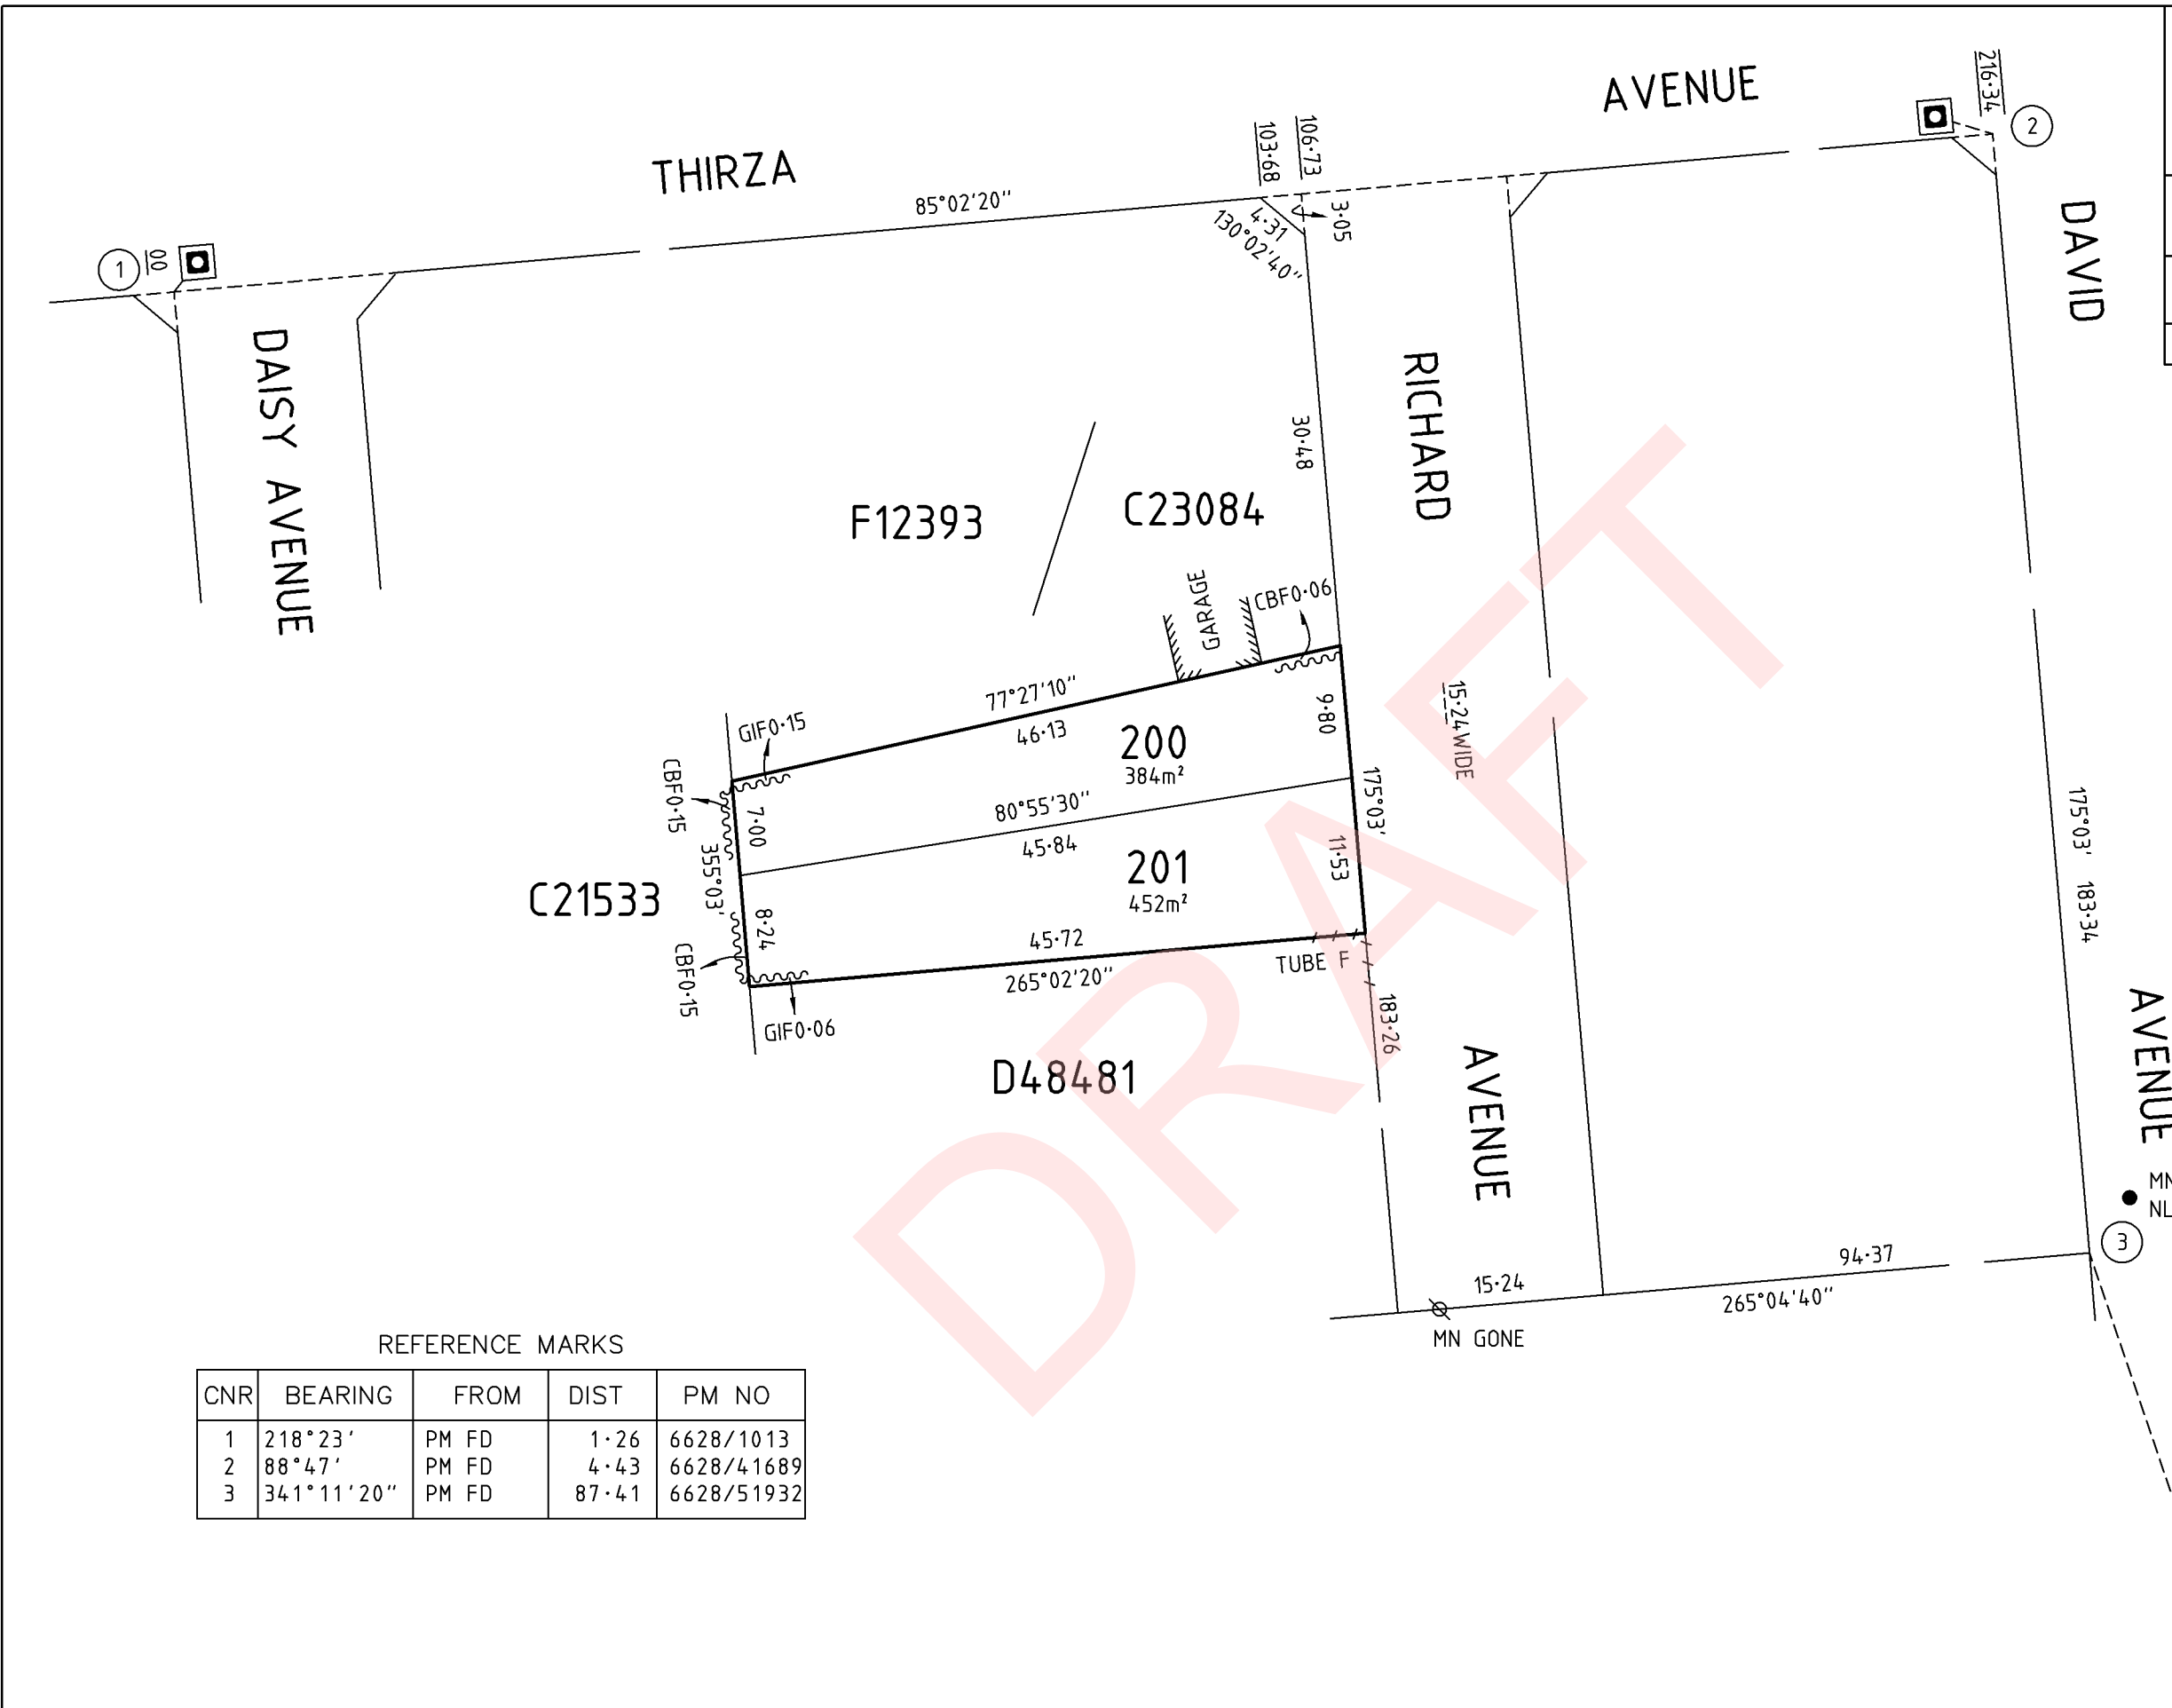 216·34
AVENUE
2
106·73
103·68
THIRZA
85°02'20"
3·05
4·31
130°02'40"
1
00
DAVID
DAISY AVENUE
RICHARD
30·48
F12393
C23084
GARAGE
CBF0·06
77°27'10"
46·13
GIF0·15
CBF0·15
200
384m²
9·80
15·24WIDE
7·00
80°55'30"
45·84
175°03'
355°03'
201
452m²
11·53
C21533
8·24
45·72
265°02'20"
TUBE F
CBF0·15
GIF0·06
183·26
175°03' 183·34
D48481
AVENUE
AVENUE
MN
NL
3
94·37
15·24
265°04'40"
MN GONE
DRAFT
REFERENCE MARKS
CNR BEARING FROM DIST PM NO
1 218°23' PM FD 1·26 6628/1013
2 88°47' PM FD 4·43 6628/41689
3 341°11'20" PM FD 87·41 6628/51932